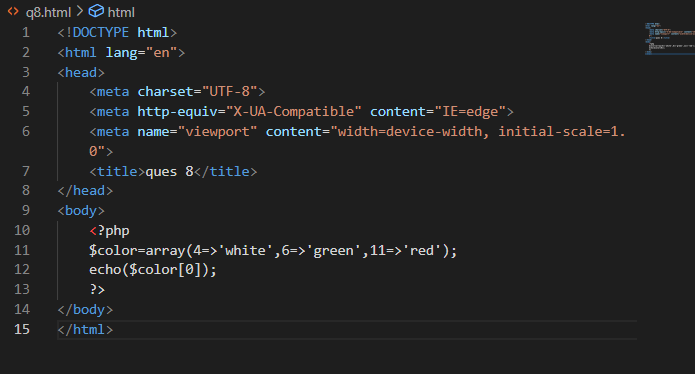 q8.html > html
1 <!DOCTYPE html>
2 <html lang="en">
3 <head>
4     <meta charset="UTF-8">
5     <meta http-equiv="X-UA-Compatible" content="IE=edge">
6     <meta name="viewport" content="width=device-width, initial-scale=1.
0">
7     <title>ques 8</title>
8 </head>
9 <body>
10     <?php
11     $color=array(4=>'white',6=>'green',11=>'red');
12     echo($color[0]);
13     ?>
14 </body>
15 </html>